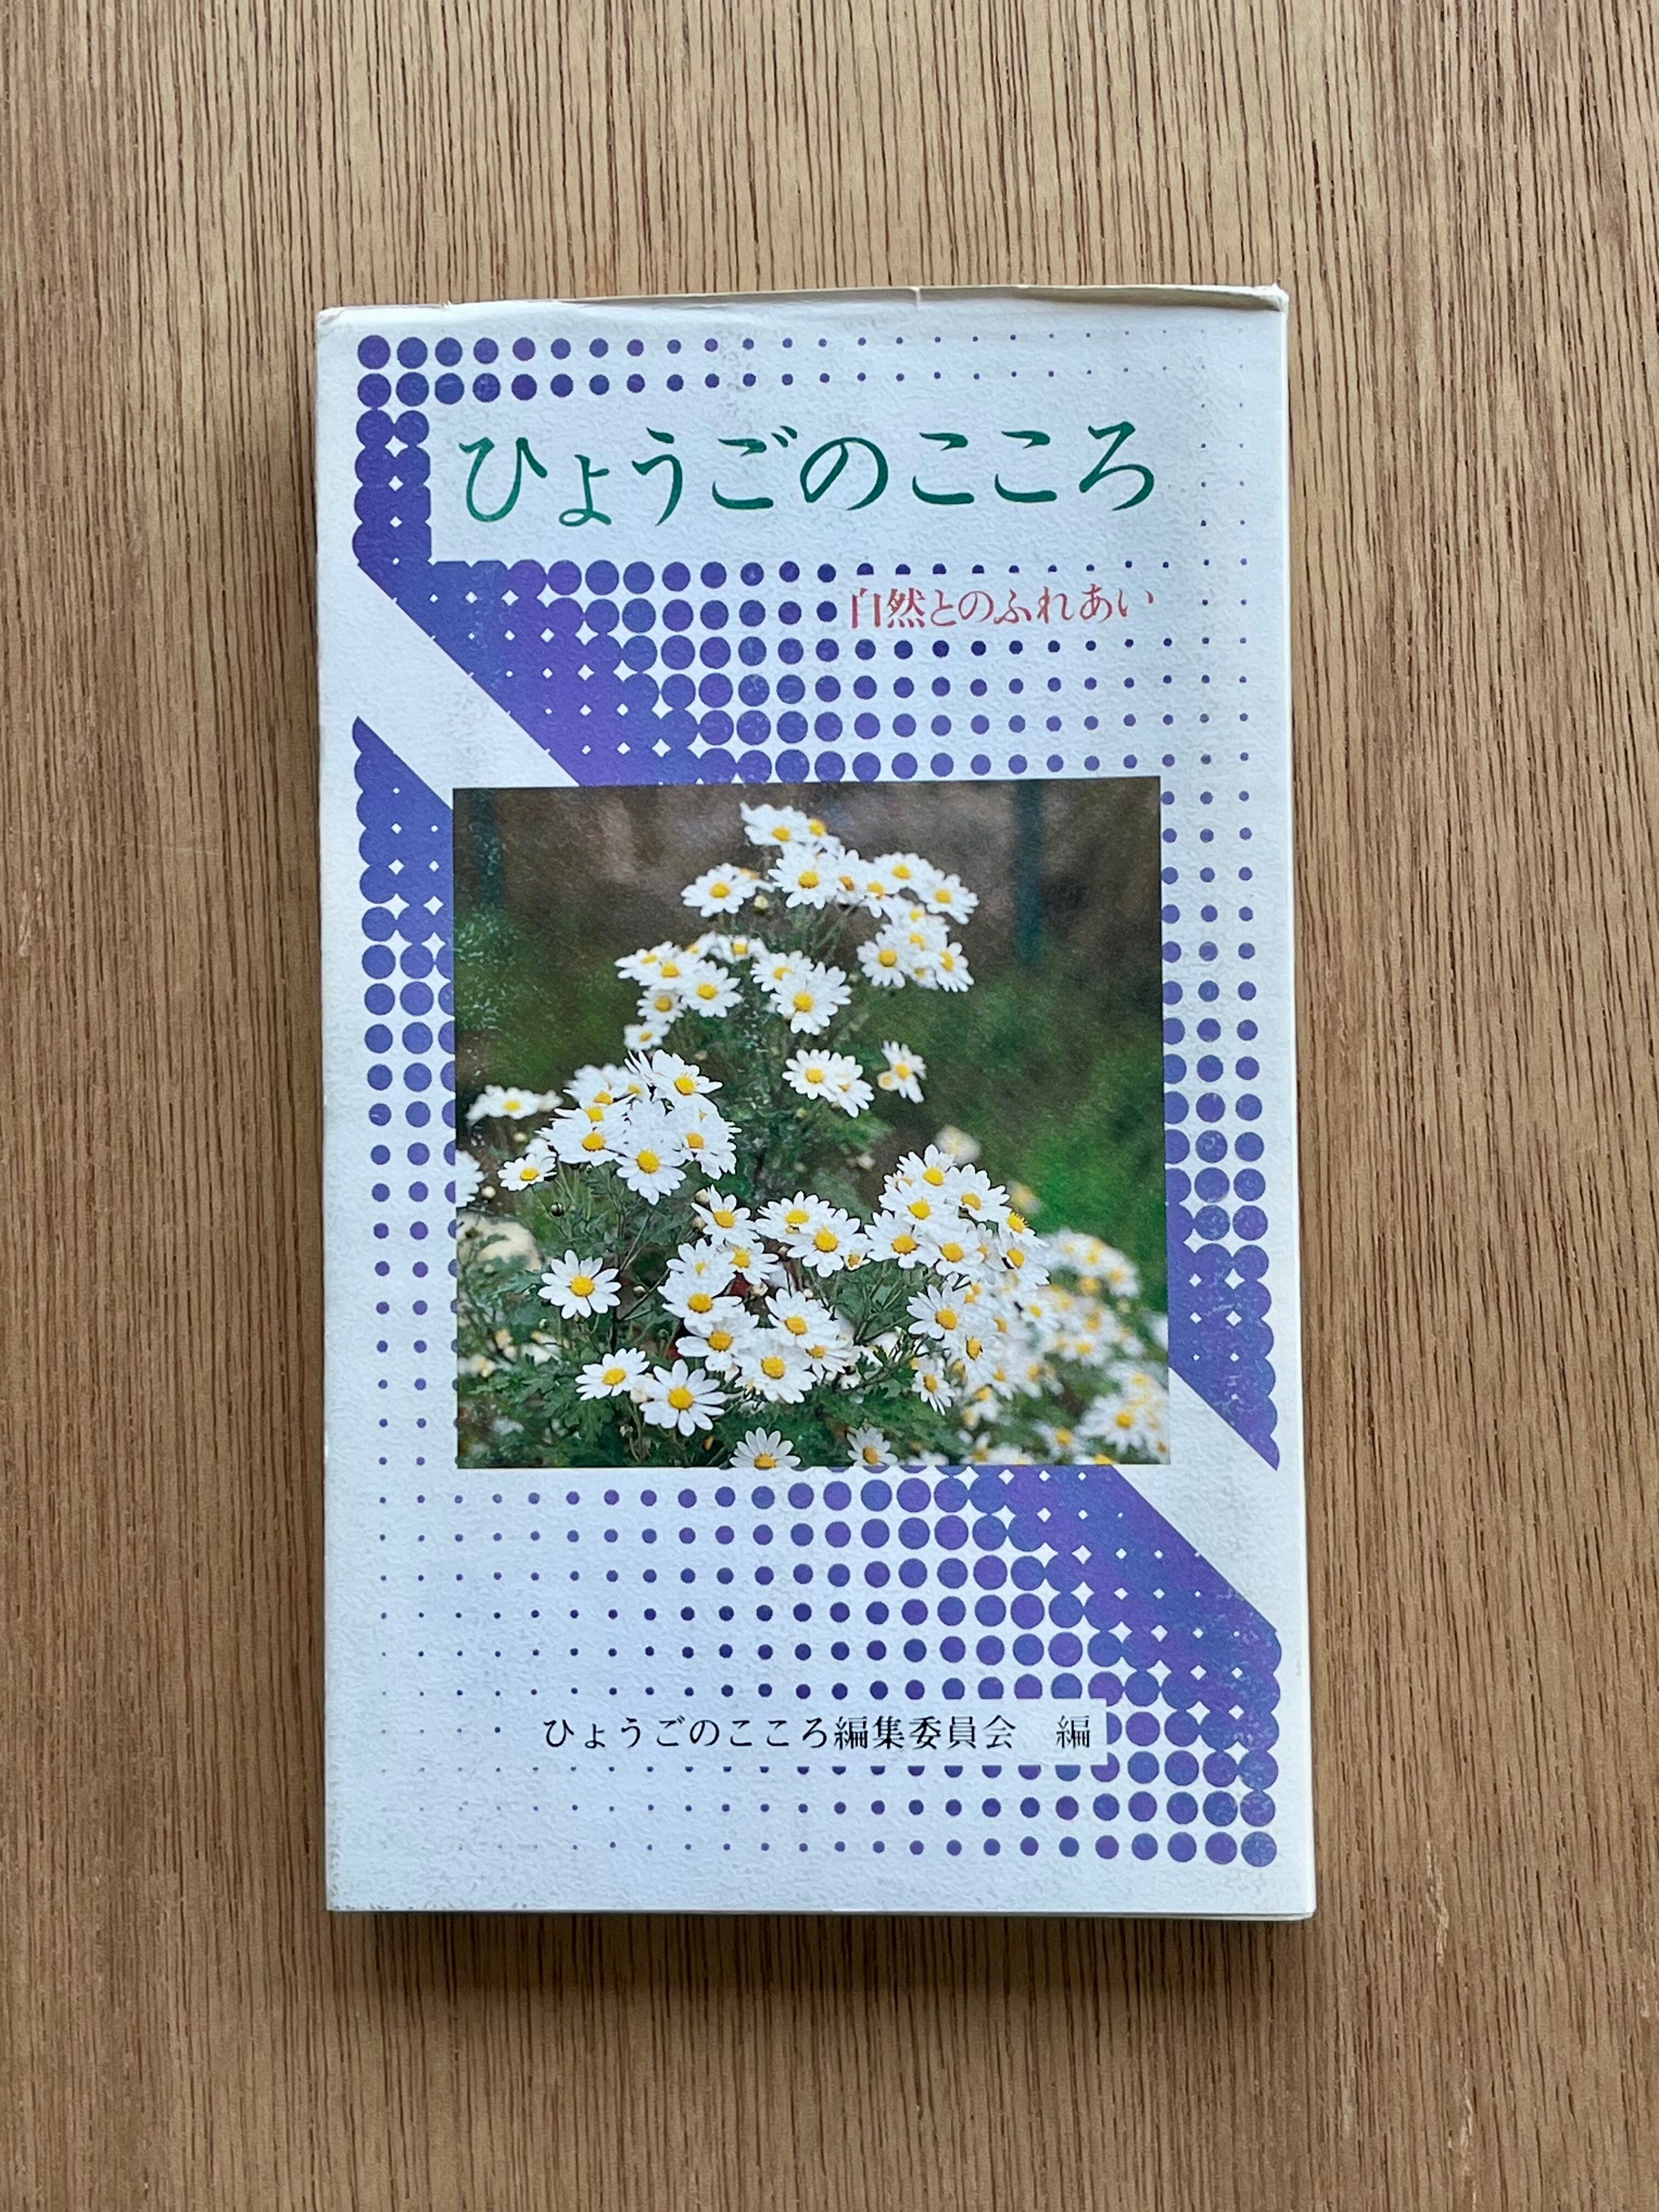 ひょうごのこころ
自然とのふれあい
ひょうごのこころ編集委員会　編